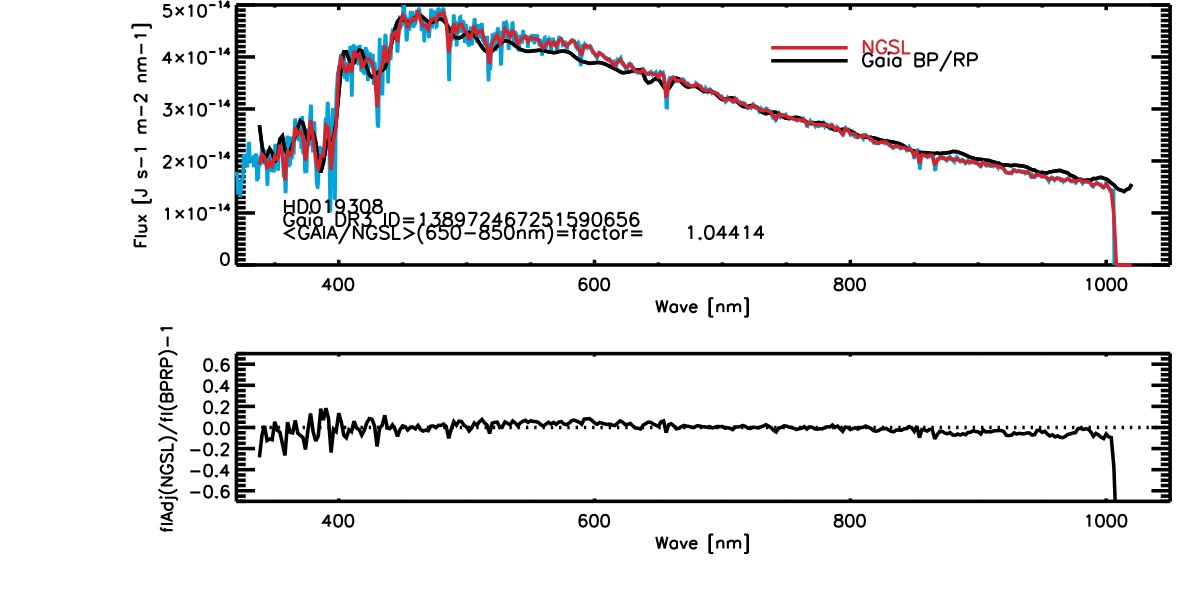 5×10−14
4×10−14
3×10−14
2×10−14
1×10−14
0
Flux [J s−1 m−2 nm−1]
NGSL
Gaia BP/RP
HD019308
Gaia DR3 ID=138972467251590656
<GAIA/NGSL>(650−850nm)=factor= 1.04414
400 600 800 1000
Wave [nm]
flAdj(NGSL)/fl(BPRP)−1
0.6
0.4
0.2
0.0
−0.2
−0.4
−0.6
400 600 800 1000
Wave [nm]